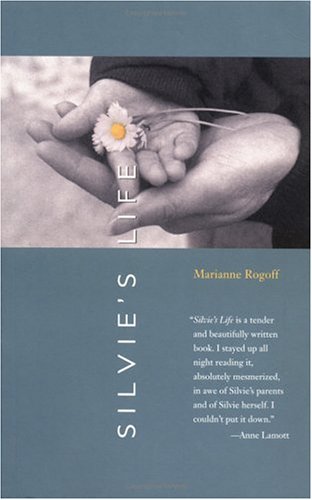 SILVIE'S LIFE
Marianne Rogoff
"Silvie's Life is a tender
and beautifully written
book. I stayed up all
night reading it,
absolutely mesmerized,
in awe of Silvie's parents
and of Silvie herself. I
couldn't put it down."
—Anne Lamott